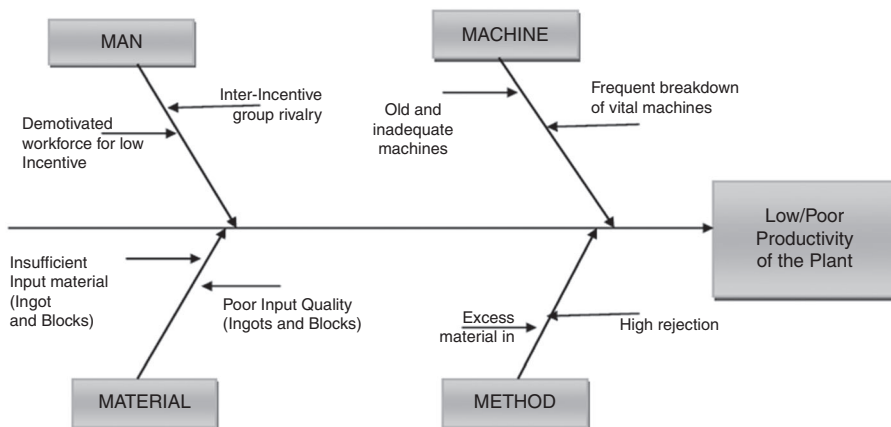 MAN
MACHINE
Inter-Incentive
group rivalry
Demotivated
workforce for low
Incentive
Old and
inadequate
machines
Frequent breakdown
of vital machines
Low/Poor
Productivity
of the Plant
Insufficient
Input material
(Ingot
and Blocks)
Poor Input Quality
(Ingots and Blocks)
Excess
material in
High rejection
MATERIAL
METHOD